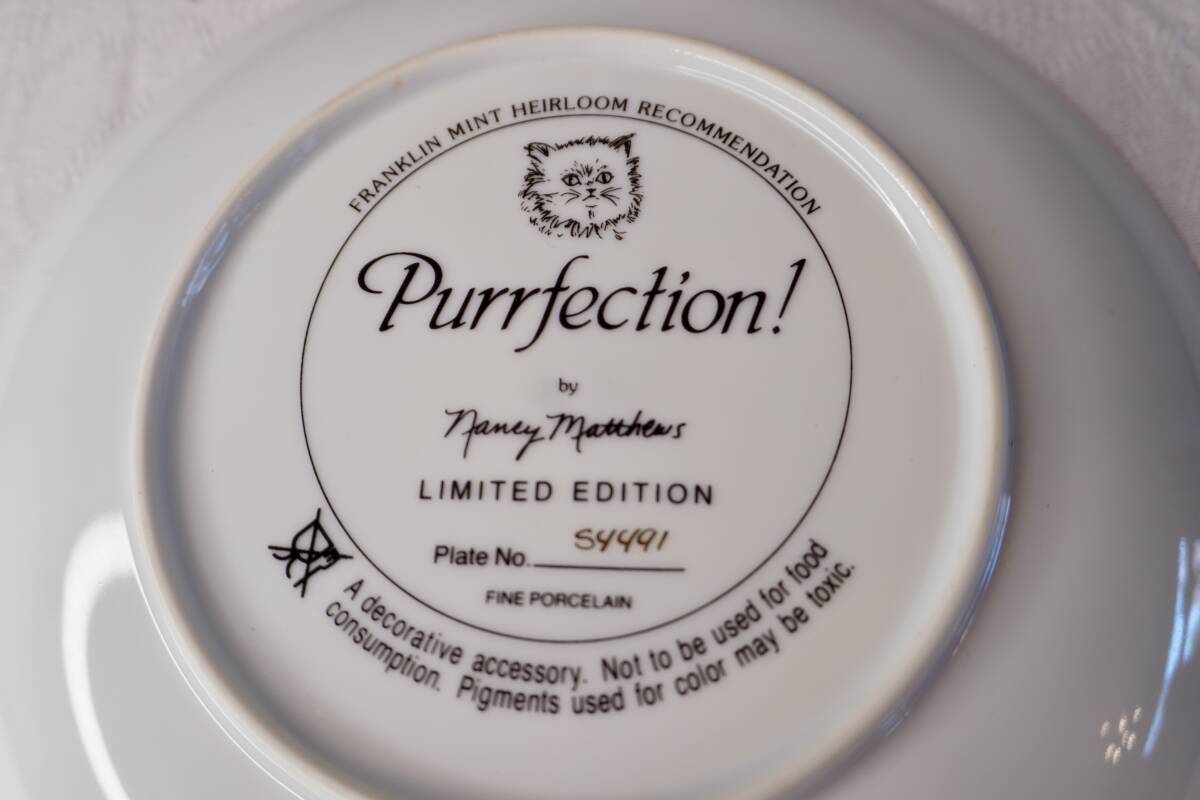 FRANKLIN MINT HEIRLOOM RECOMMENDATION
Purrfection!
by
Nancy Matthews
LIMITED EDITION
Plate No. S4491
FINE PORCELAIN
A decorative accessory. Not to be used for food
consumption. Pigments used for color may be toxic.